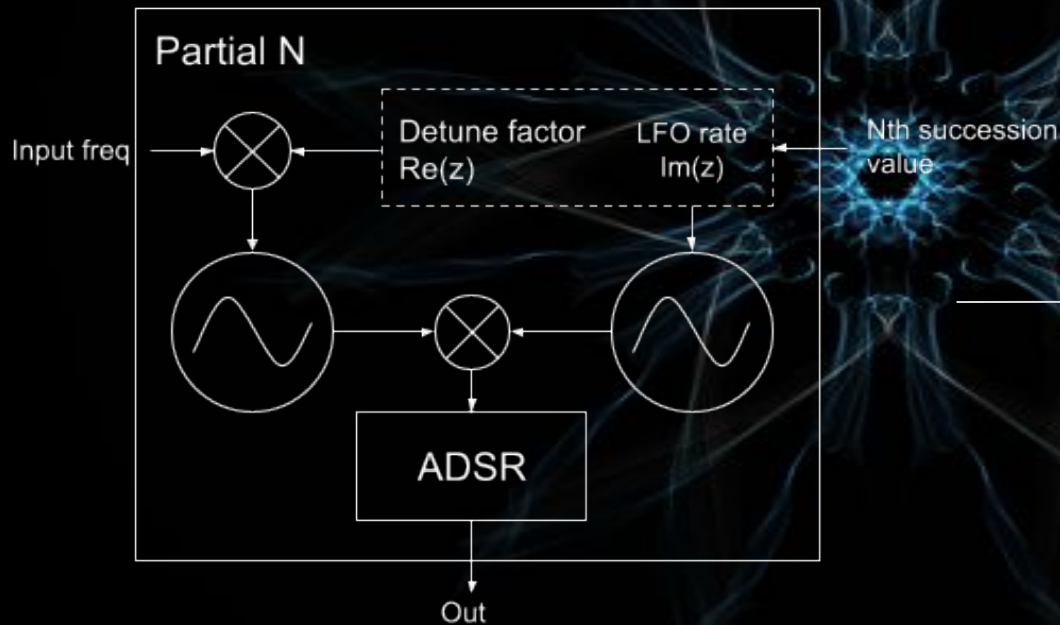 Partial N
Input freq
Detune factor
Re(z)
LFO rate
Im(z)
Nth succession
value
ADSR
Out